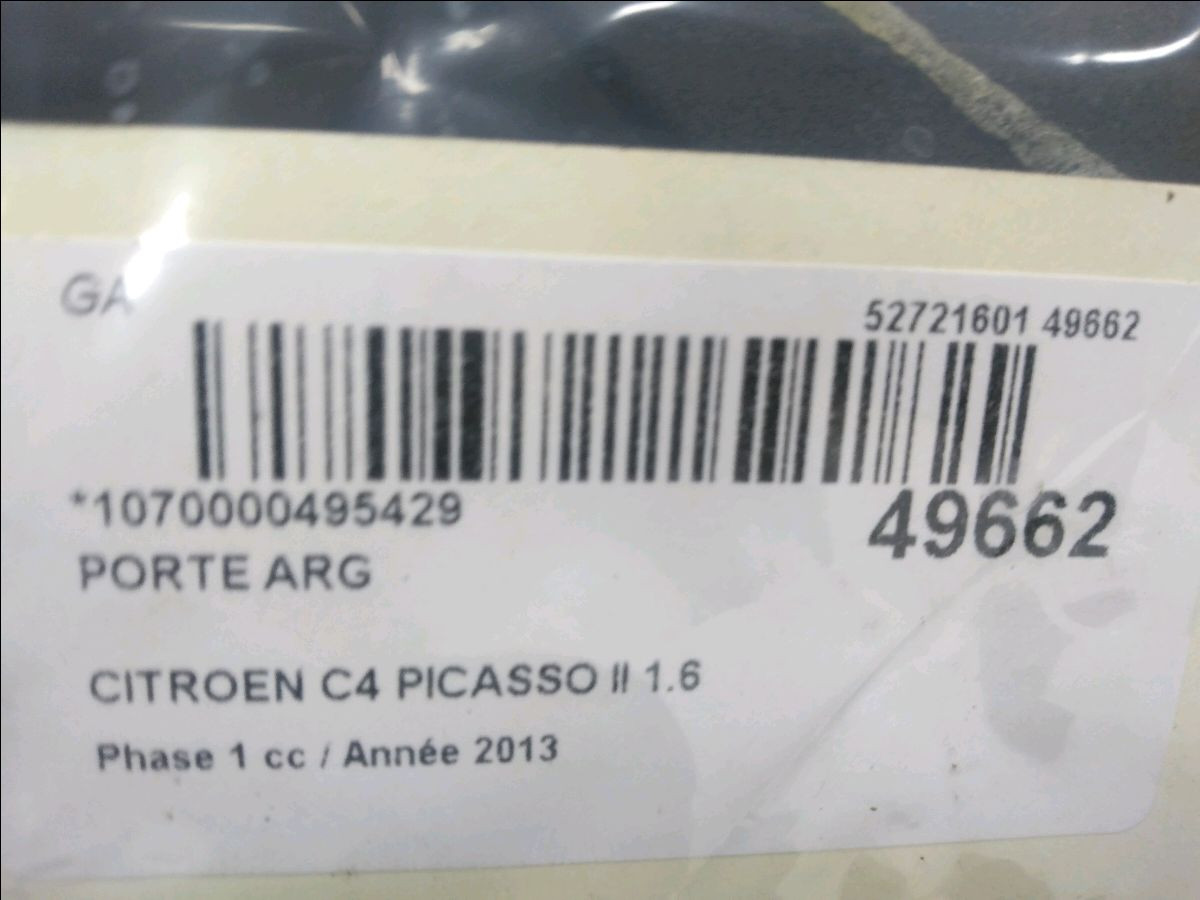 GA
52721601 49662
*1070000495429
49662
PORTE ARG
CITROEN C4 PICASSO II 1.6
Phase 1 cc / Année 2013